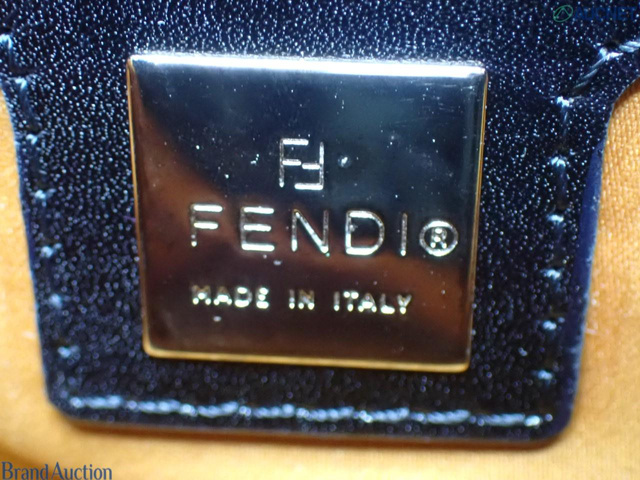 FF
FENDI®
MADE IN ITALY
Brand Auction